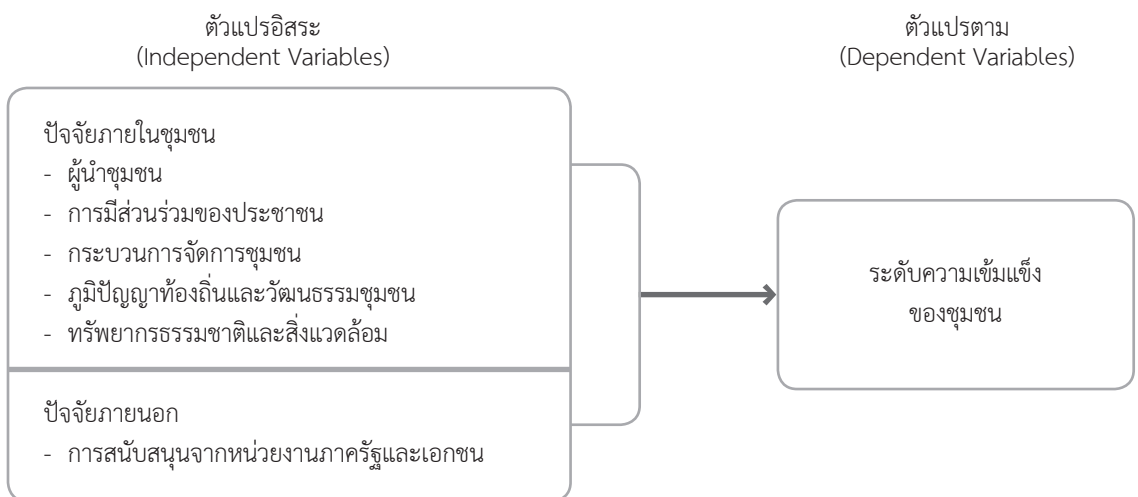 ตัวแปรอิสระ
(Independent Variables)
ปัจจัยภายในชุมชน
- ผู้นำชุมชน
- การมีส่วนร่วมของประชาชน
- กระบวนการจัดการชุมชน
- ภูมิปัญญาท้องถิ่นและวัฒนธรรมชุมชน
- ทรัพยากรธรรมชาติและสิ่งแวดล้อม
ปัจจัยภายนอก
- การสนับสนุนจากหน่วยงานภาครัฐและเอกชน
ตัวแปรตาม
(Dependent Variables)
ระดับความเข้มแข็ง
ของชุมชน